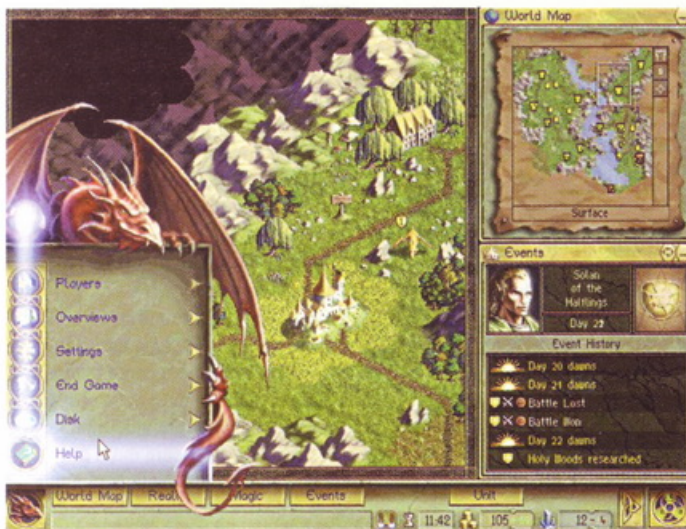 World Map
Surface
Events
Solan
of the
Halflings
Day 22
Event History
Day 20 dawns
Day 21 dawns
Battle Lost
Battle Won
Day 22 dawns
Holy Woods researched
Players
Overviews
Settings
End Game
Disk
Help
World Map
Magic
Events
Unit
11:42
105